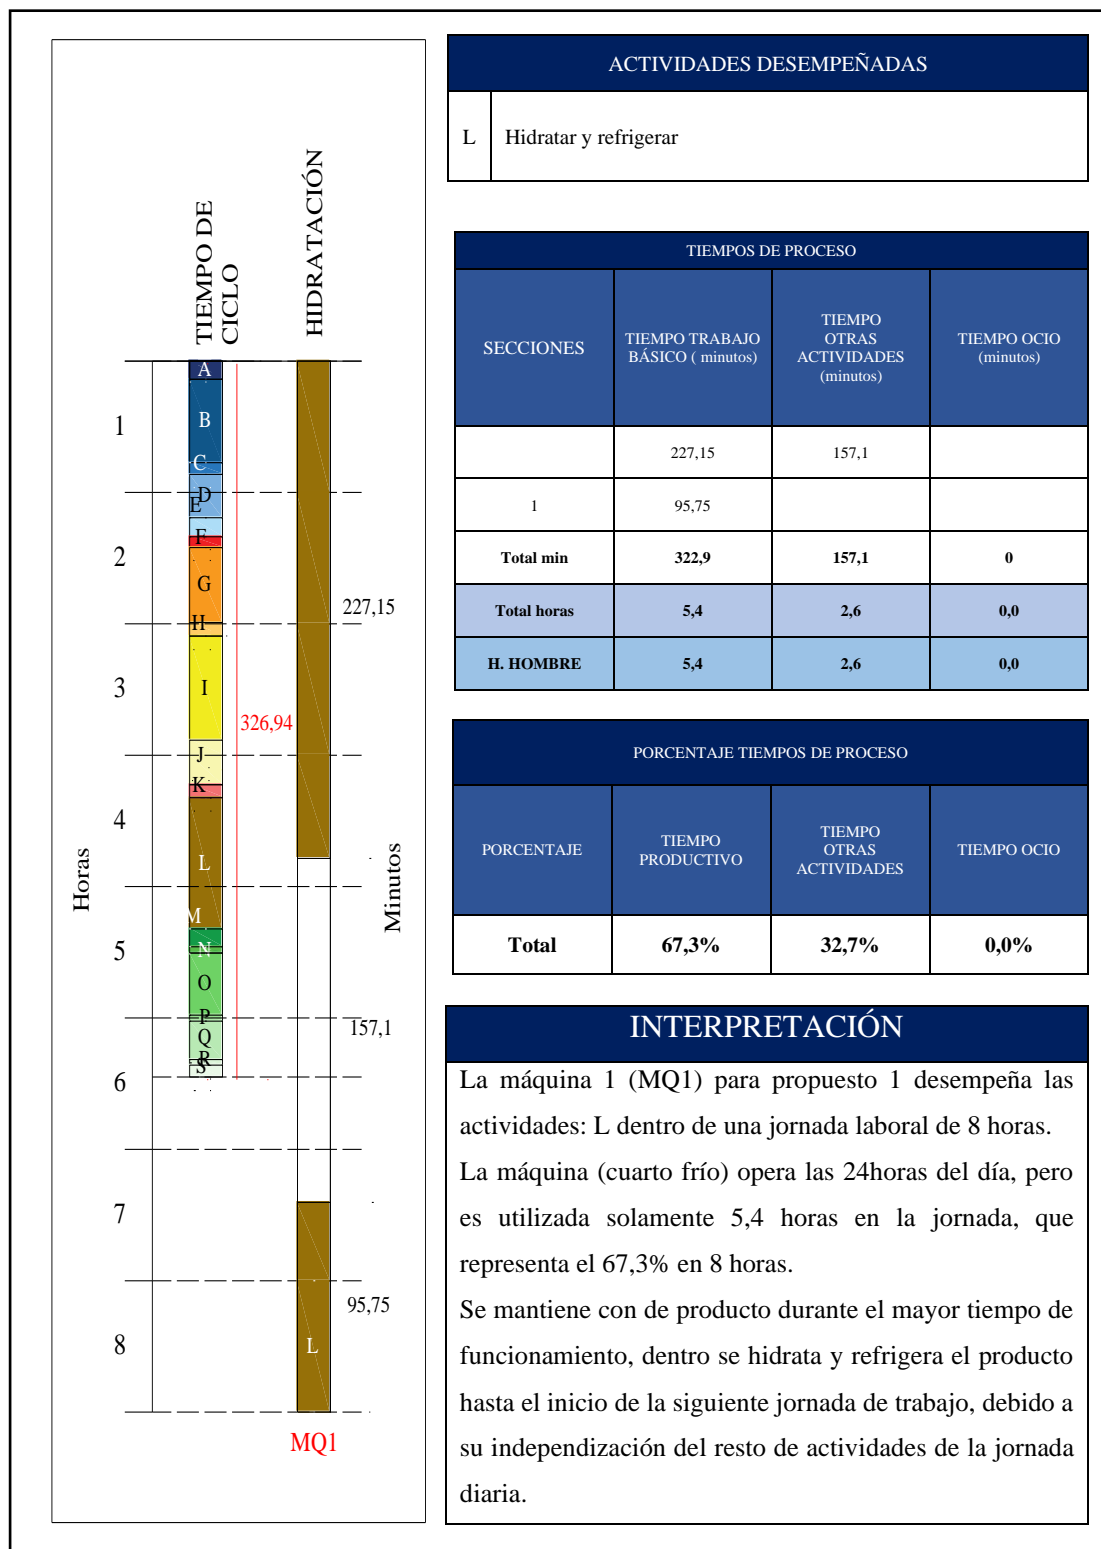 TIEMPO DE
CICLO
HIDRATACIÓN
Horas
Minutos
1
2
3
4
5
6
7
8
A
B
C
D
E
F
G
H
I
J
K
L
M
N
O
P
Q
R
S
326,94
227,15
157,1
95,75
L
MQ1
ACTIVIDADES DESEMPEÑADAS
L Hidratar y refrigerar
TIEMPOS DE PROCESO
SECCIONES
TIEMPO TRABAJO
BÁSICO ( minutos)
TIEMPO
OTRAS
ACTIVIDADES
(minutos)
TIEMPO OCIO
(minutos)
227,15 157,1
1 95,75
Total min 322,9 157,1 0
Total horas 5,4 2,6 0,0
H. HOMBRE 5,4 2,6 0,0
PORCENTAJE TIEMPOS DE PROCESO
PORCENTAJE
TIEMPO
PRODUCTIVO
TIEMPO
OTRAS
ACTIVIDADES
TIEMPO OCIO
Total 67,3% 32,7% 0,0%
INTERPRETACIÓN
La máquina 1 (MQ1) para propuesto 1 desempeña las
actividades: L dentro de una jornada laboral de 8 horas.
La máquina (cuarto frío) opera las 24horas del día, pero
es utilizada solamente 5,4 horas en la jornada, que
representa el 67,3% en 8 horas.
Se mantiene con de producto durante el mayor tiempo de
funcionamiento, dentro se hidrata y refrigera el producto
hasta el inicio de la siguiente jornada de trabajo, debido a
su independización del resto de actividades de la jornada
diaria.